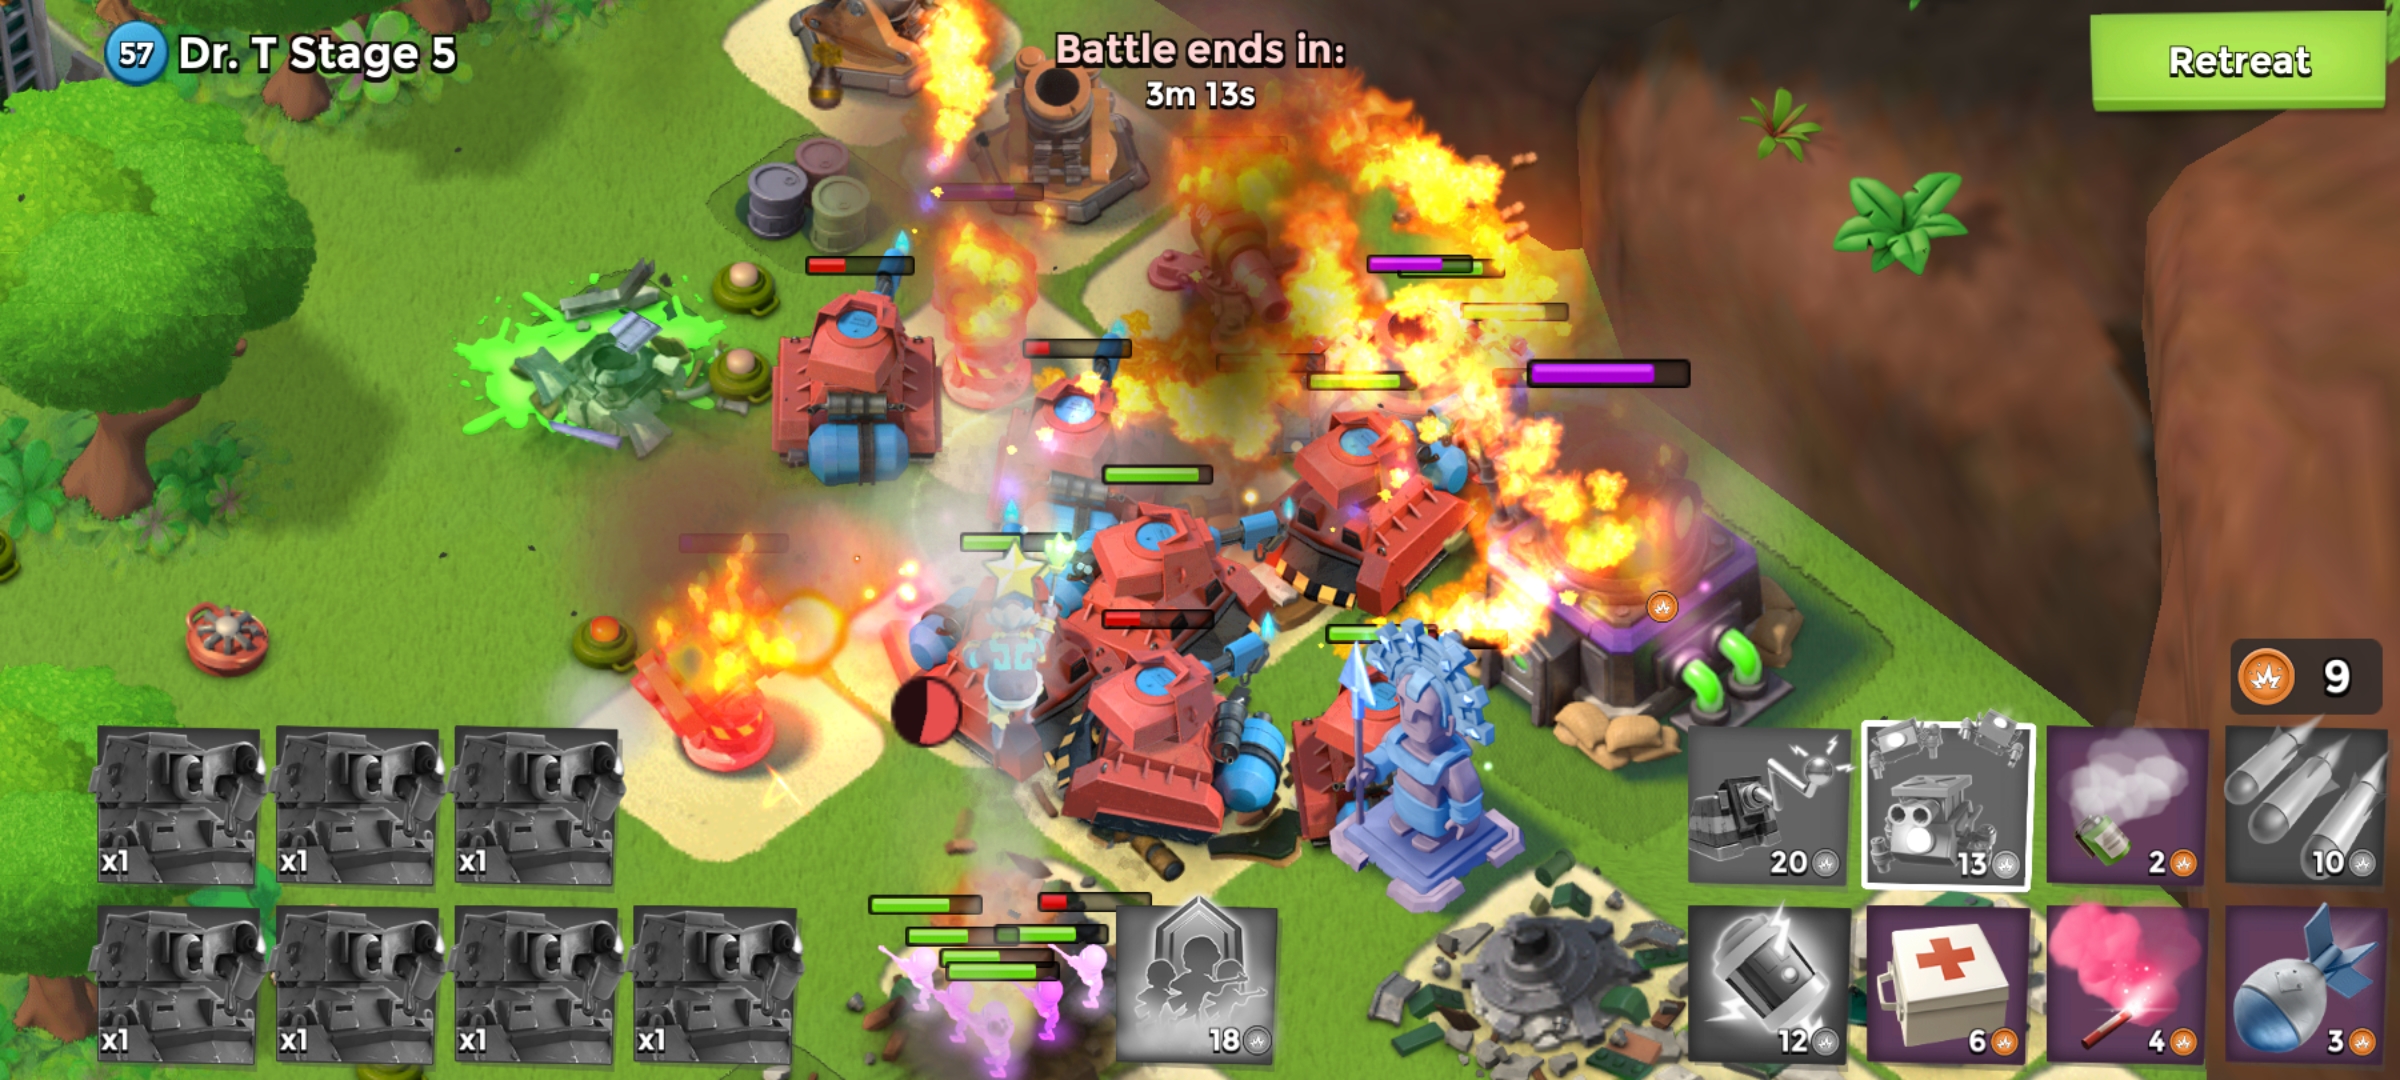 57 Dr. T Stage 5
Battle ends in:
3m 13s
Retreat
9
x1 x1 x1
20 13 2 10
x1 x1 x1 x1
18
12 6 4 3